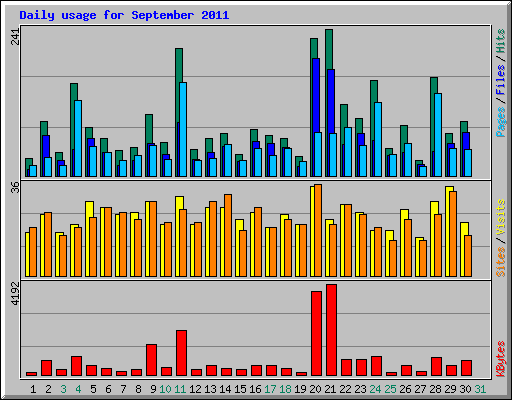 Daily usage for September 2011
241
Pages / Files / Hits
36
Sites / Visits
4192
KBytes
1 2 3 4 5 6 7 8 9 10 11 12 13 14 15 16 17 18 19 20 21 22 23 24 25 26 27 28 29 30 31